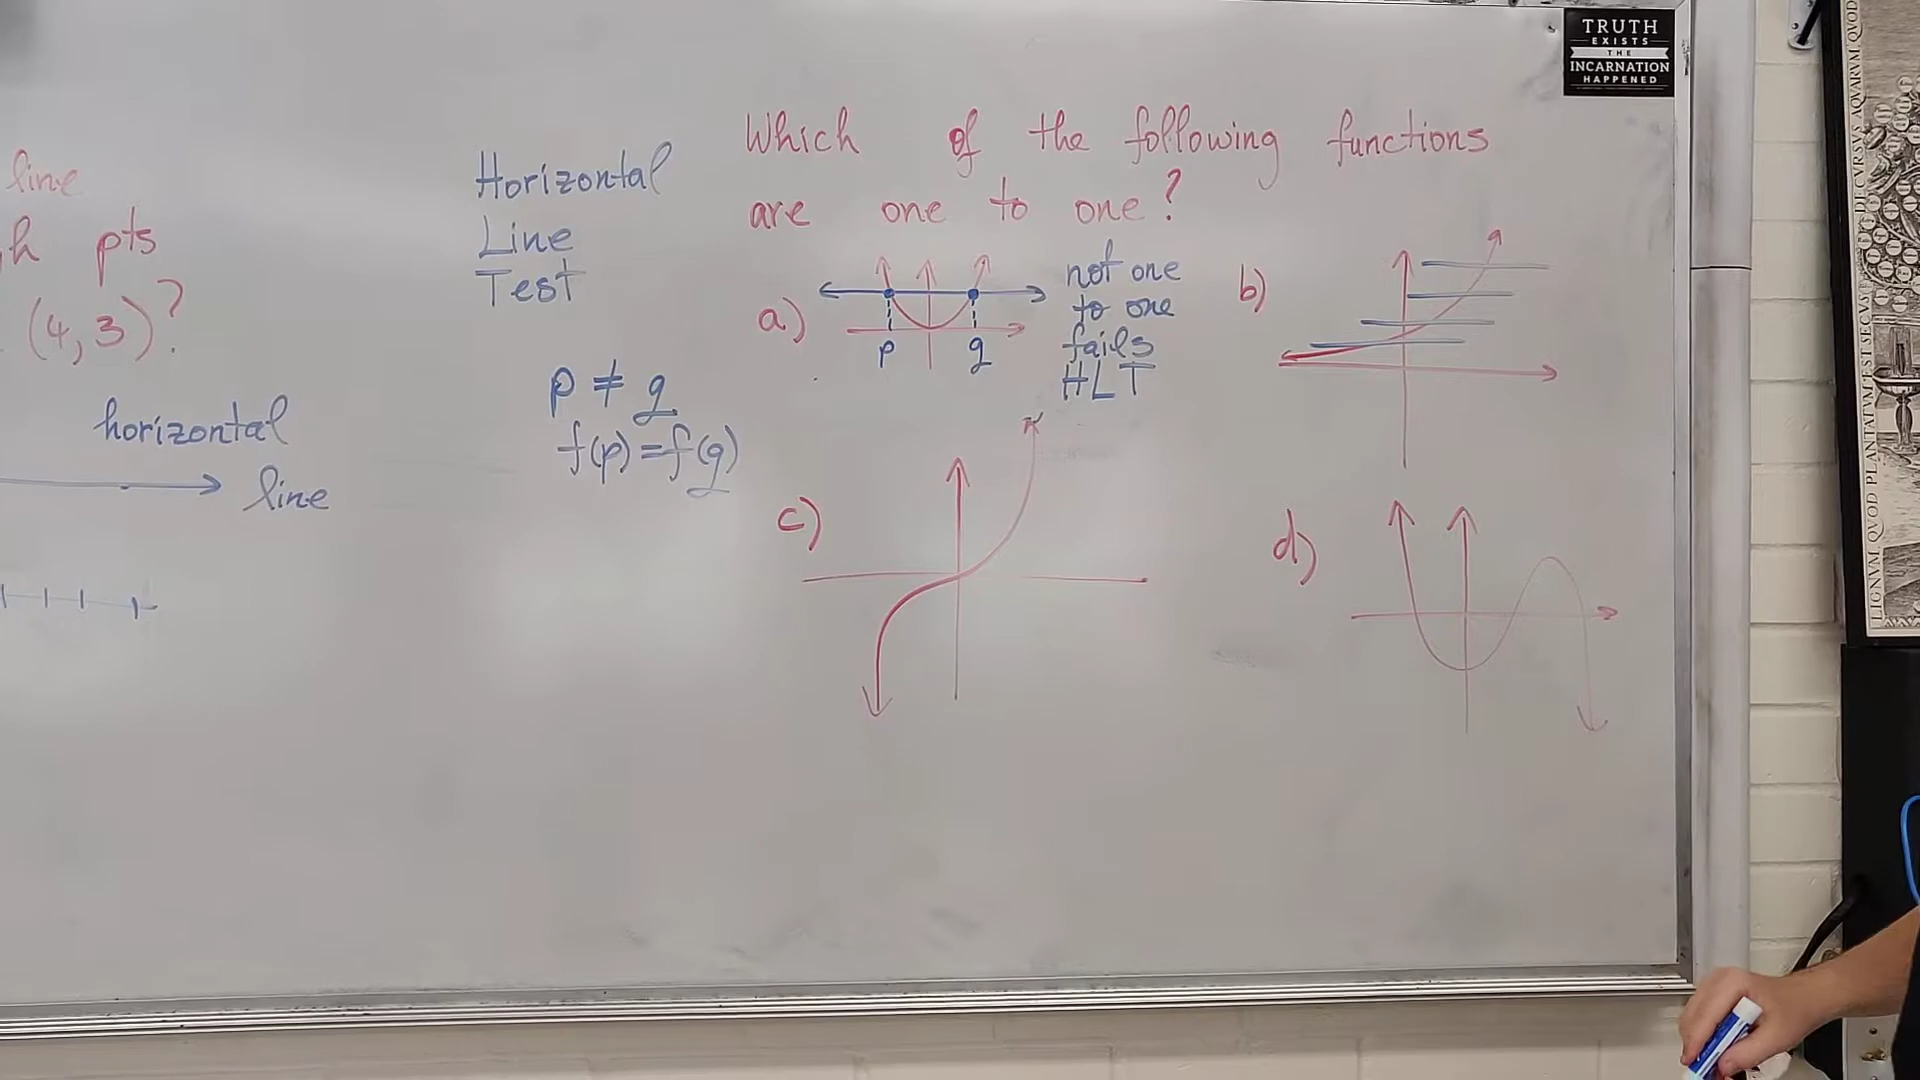 line
pts
(4,3)?
horizontal
line
Horizontal
Line
Test
p ≠ q
f(p) = f(q)
Which of the following functions
are one to one?
a)
p q
not one
to one
fails
HLT
b)
c)
d)
TRUTH
EXISTS
THE
INCARNATION
HAPPENED